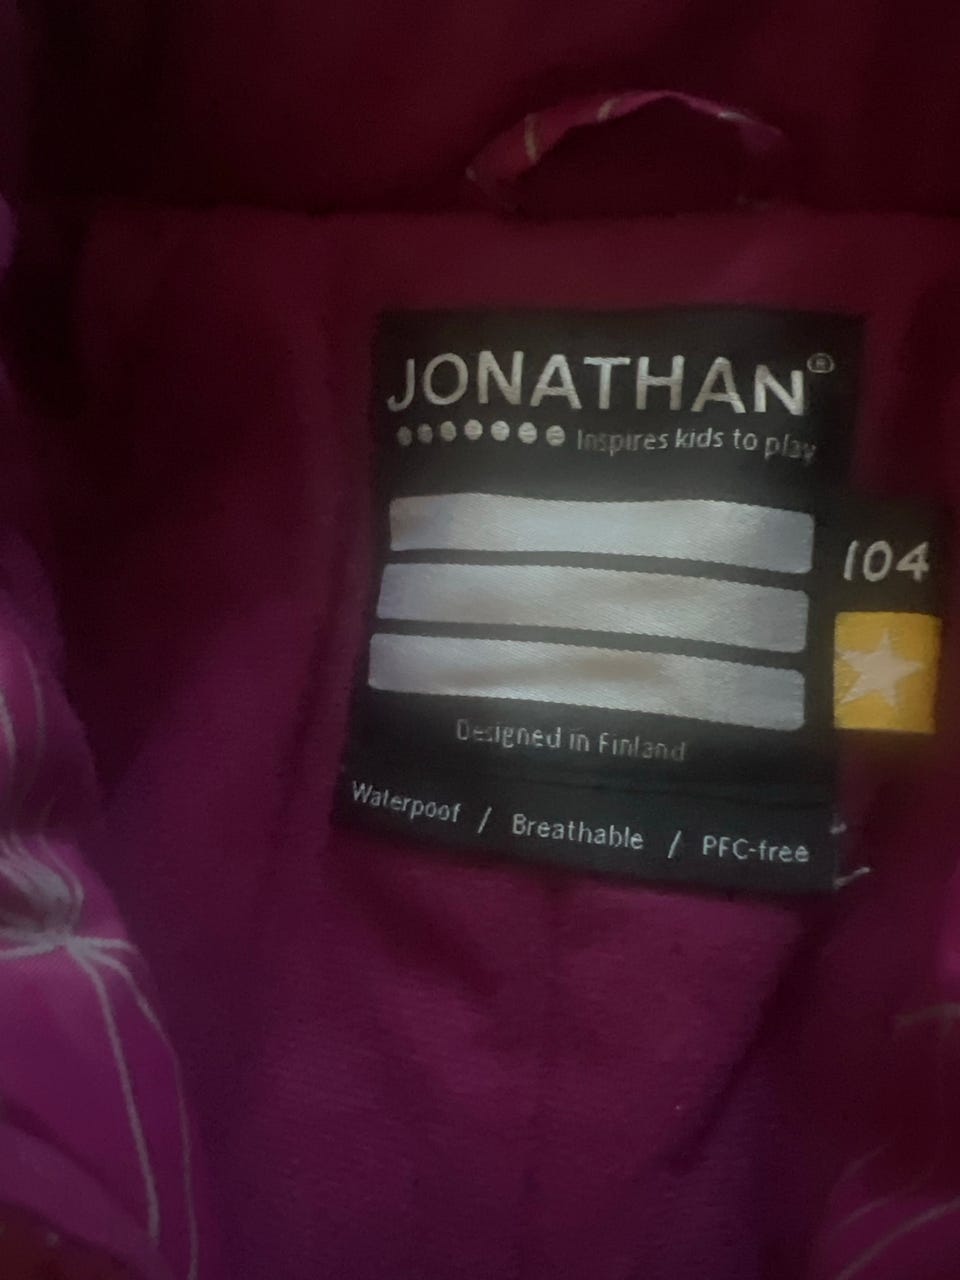 JONATHAN®
Inspires kids to play
104
Designed in Finland
Waterpoof / Breathable / PFC-free